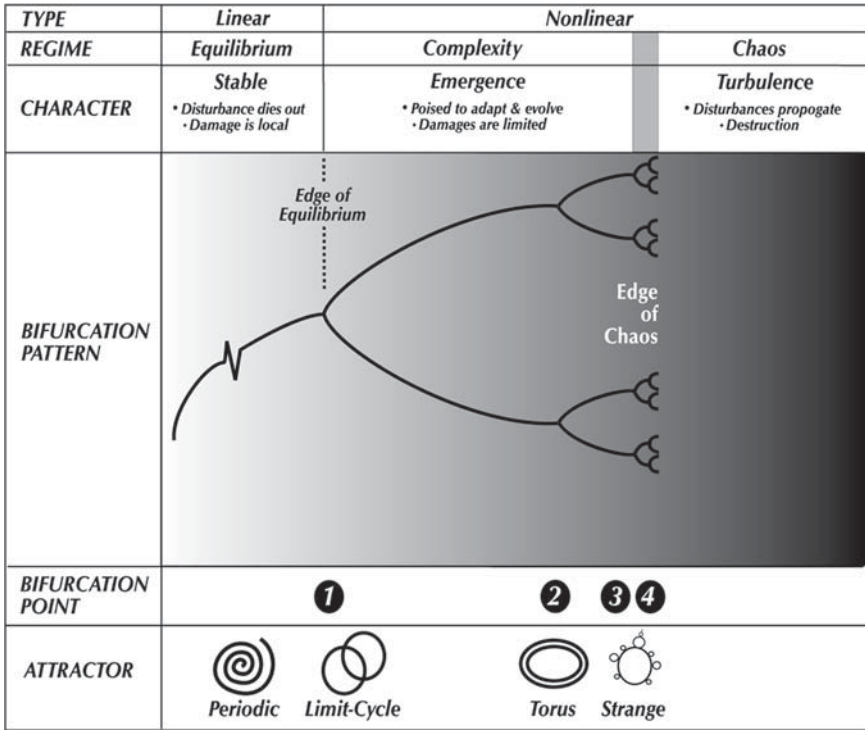 TYPE
Linear
Nonlinear
REGIME
Equilibrium
Complexity
Chaos
CHARACTER
Stable
• Disturbance dies out
• Damage is local
Emergence
• Poised to adapt & evolve
• Damages are limited
Turbulence
• Disturbances propogate
• Destruction
BIFURCATION
PATTERN
Edge of
Equilibrium
Edge
of
Chaos
BIFURCATION
POINT
1
2
3
4
ATTRACTOR
Periodic
Limit-Cycle
Torus
Strange